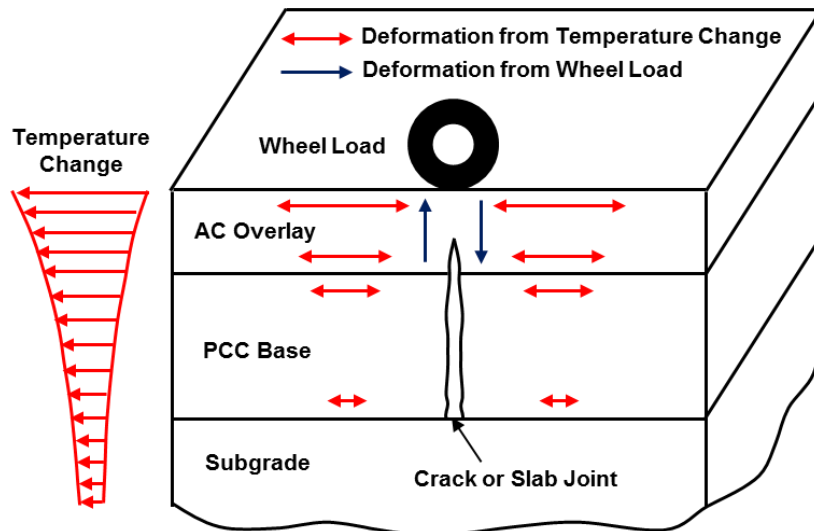 Deformation from Temperature Change
Deformation from Wheel Load
Temperature
Change
Wheel Load
AC Overlay
PCC Base
Subgrade
Crack or Slab Joint